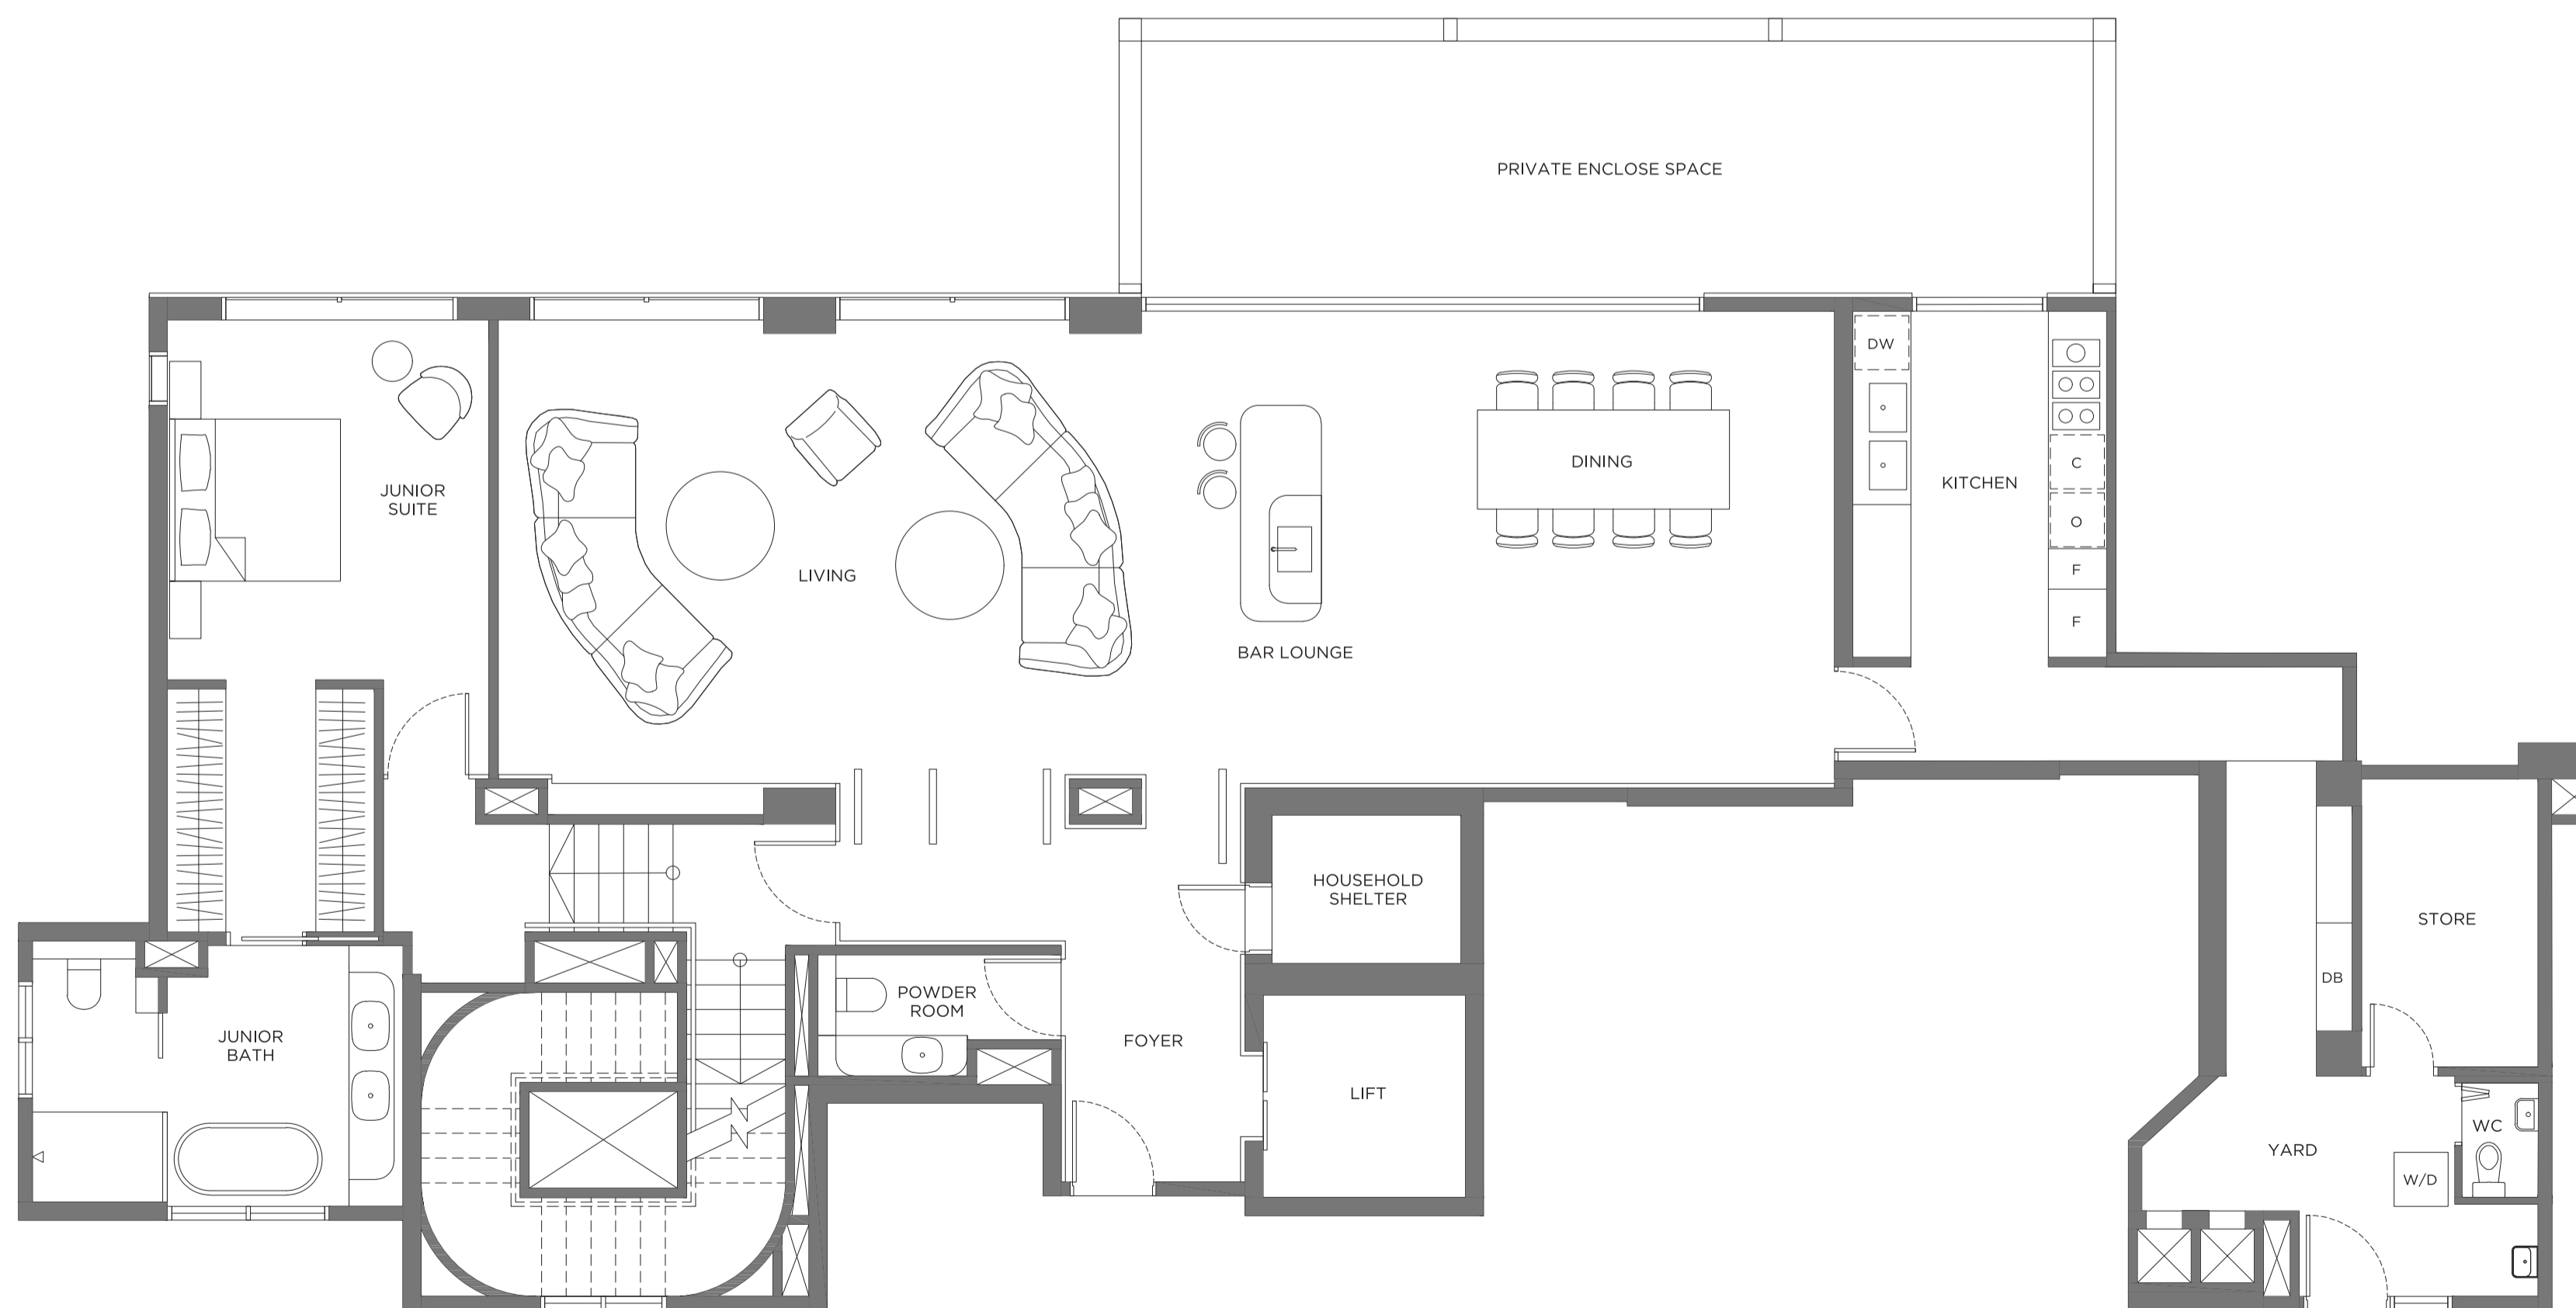 PRIVATE ENCLOSE SPACE
DW
DINING
C
KITCHEN
JUNIOR
SUITE
O
F
LIVING
F
BAR LOUNGE
HOUSEHOLD
SHELTER
STORE
DB
POWDER
ROOM
JUNIOR
BATH
FOYER
LIFT
WC
YARD
W/D